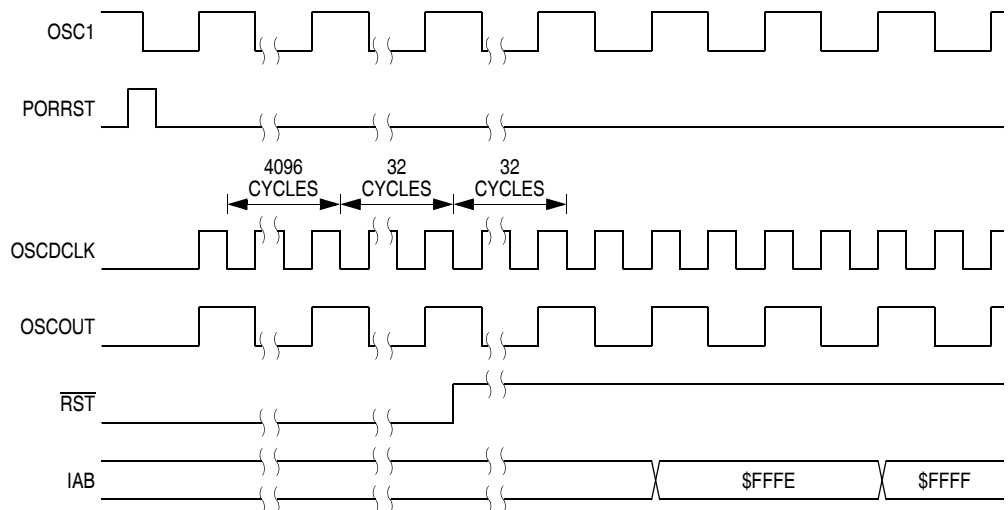 OSC1
PORRST
4096
CYCLES
32
CYCLES
32
CYCLES
OSCDCLK
OSCOUT
RST
IAB
$FFFE
$FFFF